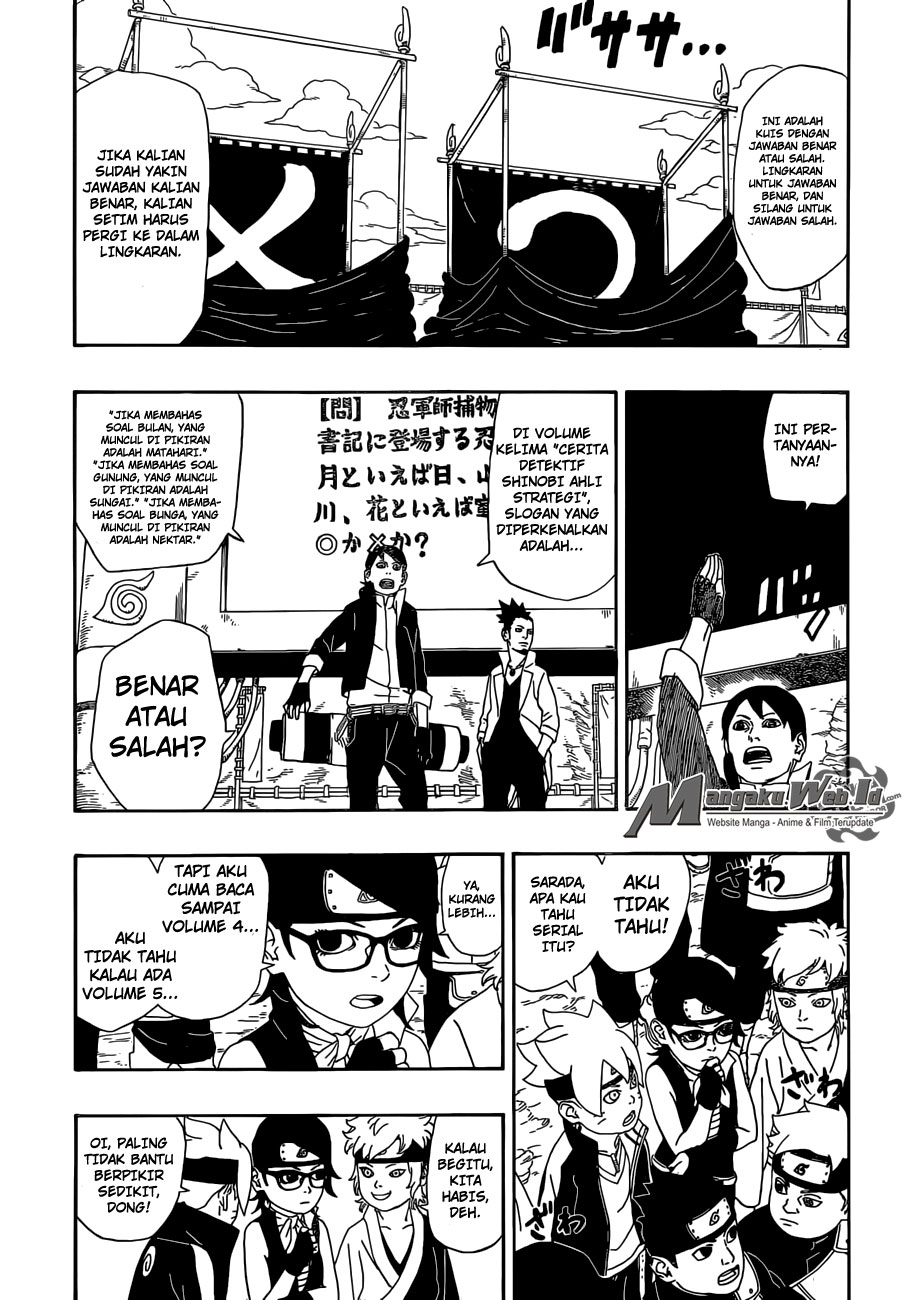 ザササ…
INI ADALAH
KUIS DENGAN
JAWABAN BENAR
ATAU SALAH.
LINGKARAN
UNTUK JAWABAN
BENAR, DAN
SILANG UNTUK
JAWABAN SALAH.
JIKA KALIAN
SUDAH YAKIN
JAWABAN KALIAN
BENAR, KALIAN
SETIM HARUS
PERGI KE DALAM
LINGKARAN.
INI PER-
TANYAAN-
NYA!
DI VOLUME
KELIMA "CERITA
DETEKTIF
SHINOBI AHLI
STRATEGI",
SLOGAN YANG
DIPERKENALKAN
ADALAH...
【問】 忍軍師捕物
書記に登場する忍
月といえば日、山
川、花といえば蜜
◎か×か?
"JIKA MEMBAHAS
SOAL BULAN, YANG
MUNCUL DI PIKIRAN
ADALAH MATAHARI."
"JIKA MEMBAHAS SOAL
GUNUNG, YANG MUNCUL
DI PIKIRAN ADALAH
SUNGAI." "JIKA MEMBA-
HAS SOAL BUNGA, YANG
MUNCUL DI PIKIRAN
ADALAH NEKTAR."
BENAR
ATAU
SALAH?
Mangaku.Web.Id
.com
Website Manga - Anime & Film Terupdate
AKU
TIDAK
TAHU!
SARADA,
APA KAU
TAHU
SERIAL
ITU?
ざわ
ざわ
ざわ
YA,
KURANG
LEBIH...
TAPI AKU
CUMA BACA
SAMPAI
VOLUME 4...
AKU
TIDAK TAHU
KALAU ADA
VOLUME 5...
KALAU
BEGITU,
KITA
HABIS,
DEH.
OI, PALING
TIDAK BANTU
BERPIKIR
SEDIKIT,
DONG!